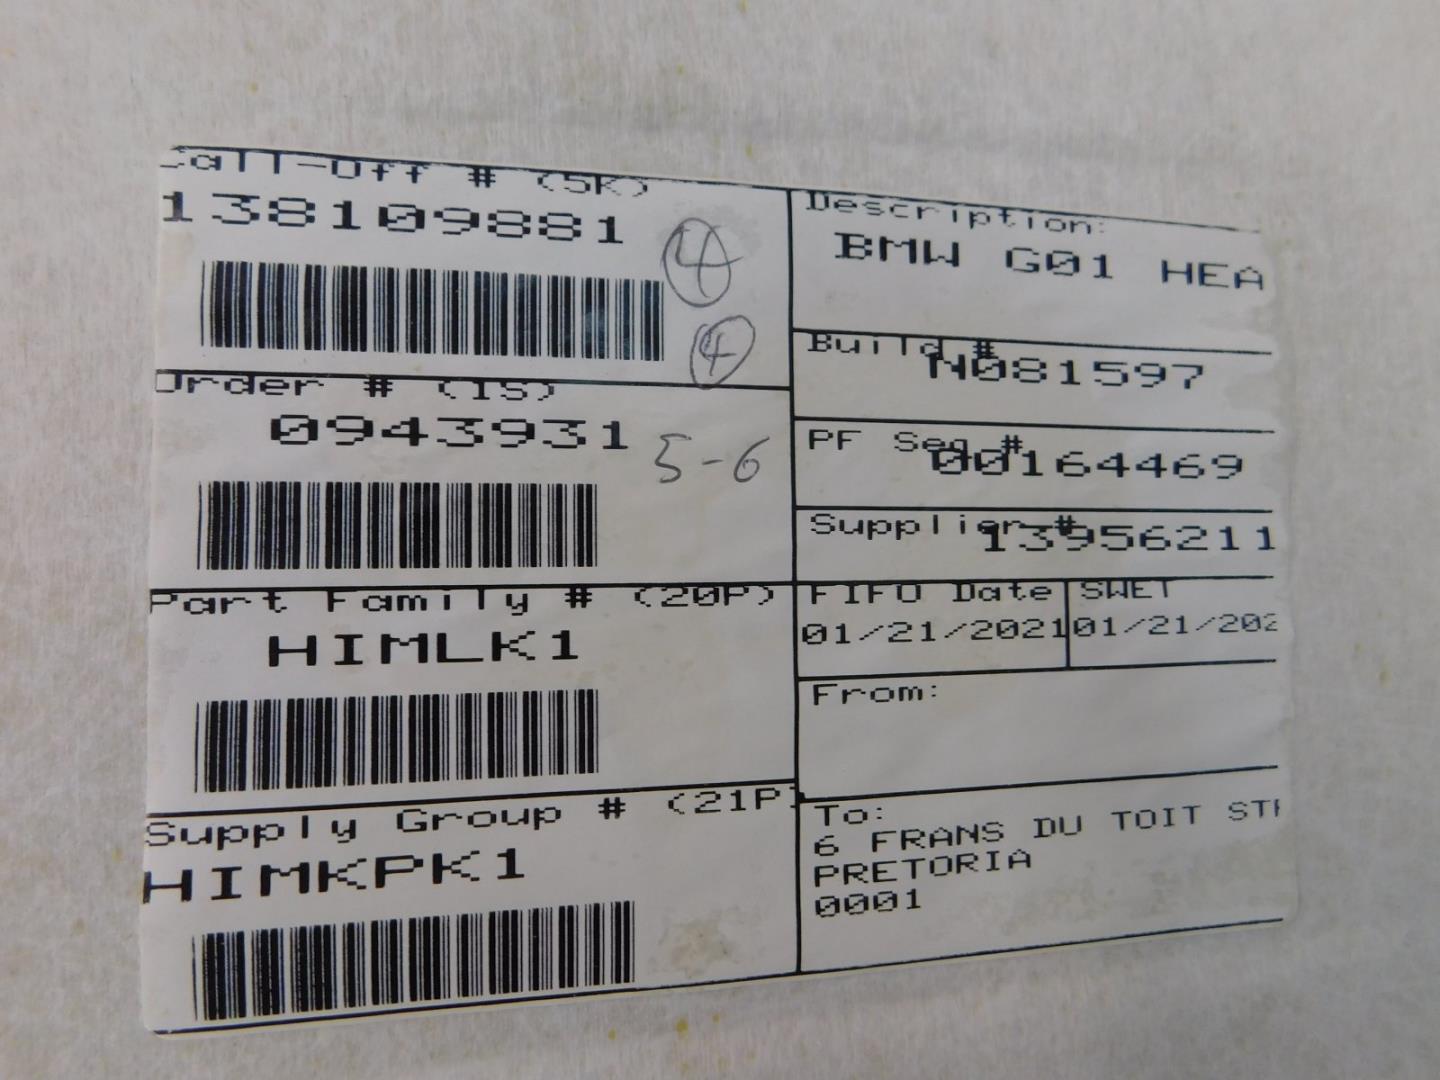 Call-Off # (5K)
138109881
4
4
Order # (1S)
0943931
5-6
Part Family # (20P)
HIMLK1
Supply Group # (21P)
HIMKPK1
Description:
BMW G01 HEA
Build #
N081597
PF Seq #
00164469
Supplier #
13956211
FIFO Date
01/21/2021
SWET
01/21/202
From:
To:
6 FRANS DU TOIT STR
PRETORIA
0001